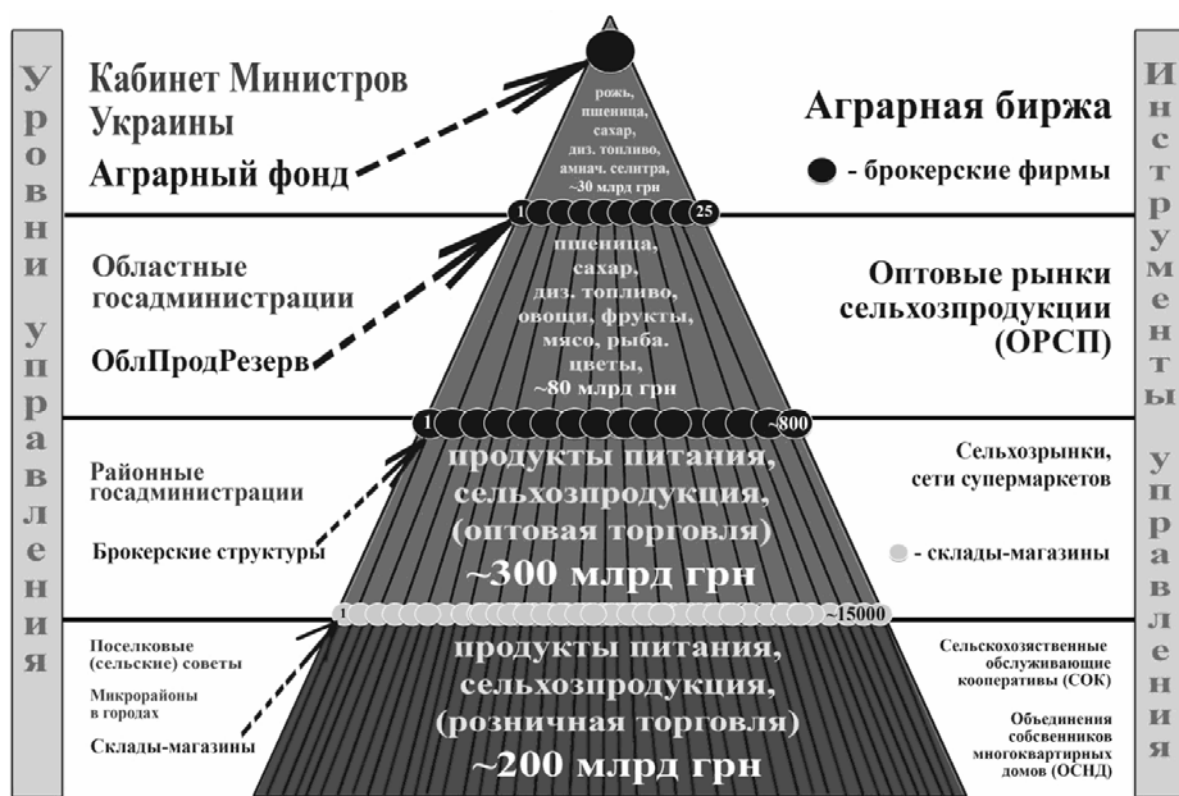 Уровни управления
Кабинет Министров
Украины
Аграрный фонд
рожь,
пшеница,
сахар,
диз. топливо,
амиач. селитра,
~30 млрд грн
Аграрная биржа
- брокерские фирмы
1
25
Областные
госадминистрации
ОблПродРезерв
пшеница,
сахар,
диз. топливо,
овощи, фрукты,
мясо, рыба.
цветы,
~80 млрд грн
Оптовые рынки
сельхозпродукции
(ОРСП)
1
~800
Районные
госадминистрации
Брокерские структуры
продукты питания,
сельхозпродукция,
(оптовая торговля)
~300 млрд грн
Сельхозрынки,
сети супермаркетов
- склады-магазины
1
~15000
Поселковые
(сельские) советы
Микрорайоны
в городах
Склады-магазины
продукты питания,
сельхозпродукция,
(розничная торговля)
~200 млрд грн
Сельскохозяственные
обслуживающие
кооперативы (СОК)
Объединения
собсвенников
многоквартирных
домов (ОСНД)
Инструменты управления